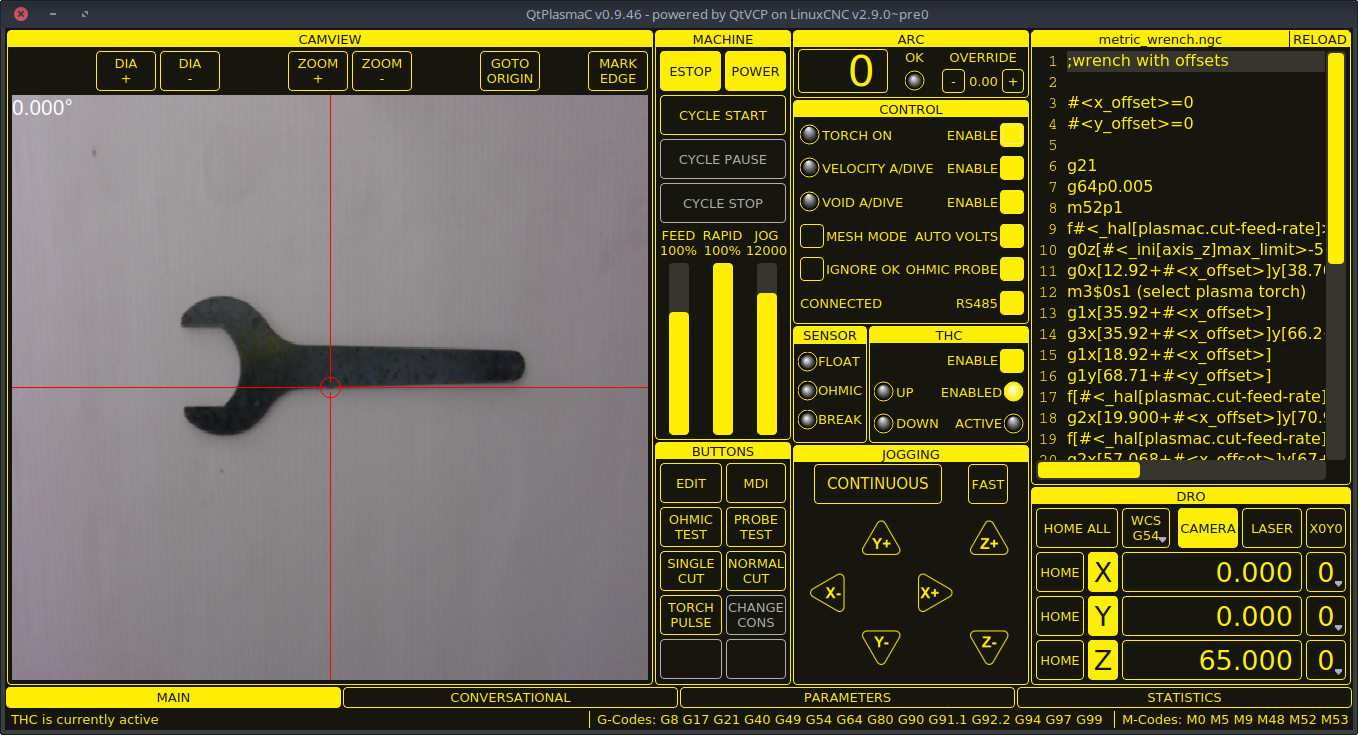 QtPlasmaC v0.9.46 - powered by QtVCP on LinuxCNC v2.9.0~pre0
CAMVIEW
DIA +
DIA -
ZOOM +
ZOOM -
GOTO ORIGIN
MARK EDGE
0.000°
MACHINE
ESTOP POWER
CYCLE START
CYCLE PAUSE
CYCLE STOP
FEED RAPID JOG
100% 100% 12000
BUTTONS
EDIT MDI
OHMIC TEST
PROBE TEST
SINGLE CUT
NORMAL CUT
TORCH PULSE
CHANGE CONS
ARC
0
OK
OVERRIDE
- 0.00 +
CONTROL
TORCH ON ENABLE
VELOCITY A/DIVE ENABLE
VOID A/DIVE ENABLE
MESH MODE AUTO VOLTS
IGNORE OK OHMIC PROBE
CONNECTED RS485
SENSOR
FLOAT
OHMIC
BREAK
THC
ENABLE
UP ENABLED
DOWN ACTIVE
JOGGING
CONTINUOUS FAST
Y+ Z+
X- X+
Y- Z-
metric_wrench.ngc RELOAD
1 ;wrench with offsets
2
3 #<x_offset>=0
4 #<y_offset>=0
5
6 g21
7 g64p0.005
8 m52p1
9 f#<_hal[plasmac.cut-feed-rate]>
10 g0z[#<_ini[axis_z]max_limit>-5
11 g0x[12.92+#<x_offset>]y[38.7
12 m3$0s1 (select plasma torch)
13 g1x[35.92+#<x_offset>]
14 g3x[35.92+#<x_offset>]y[66.2
15 g1x[18.92+#<x_offset>]
16 g1y[68.71+#<y_offset>]
17 f[#<_hal[plasmac.cut-feed-rate]
18 g2x[19.900+#<x_offset>]y[70.9
19 f[#<_hal[plasmac.cut-feed-rate]
20 g2x[57.068+#<x_offset>]y[67+
DRO
HOME ALL
WCS G54
CAMERA LASER X0Y0
HOME X 0.000 0
HOME Y 0.000 0
HOME Z 65.000 0
MAIN CONVERSATIONAL PARAMETERS STATISTICS
THC is currently active
G-Codes: G8 G17 G21 G40 G49 G54 G64 G80 G90 G91.1 G92.2 G94 G97 G99
M-Codes: M0 M5 M9 M48 M52 M53